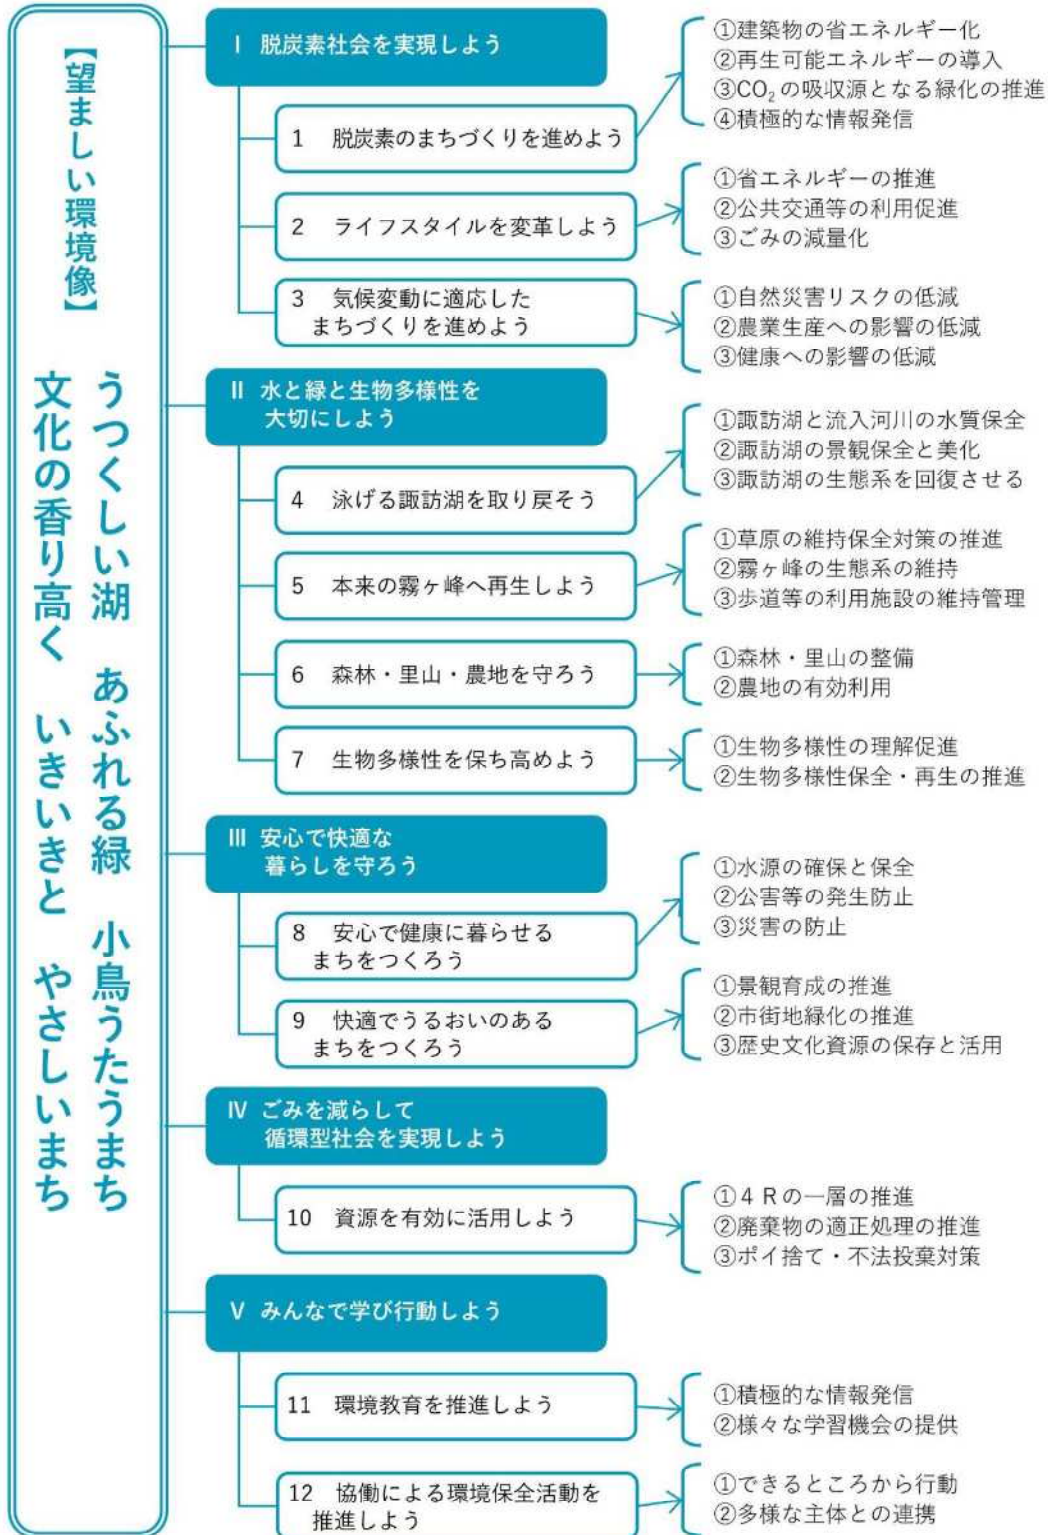 【望ましい環境像】
うつくしい湖　あふれる緑　小鳥うたうまち
文化の香り高く　いきいきと　やさしいまち
Ⅰ 脱炭素社会を実現しよう
1　脱炭素のまちづくりを進めよう
①建築物の省エネルギー化
②再生可能エネルギーの導入
③CO₂の吸収源となる緑化の推進
④積極的な情報発信
2　ライフスタイルを変革しよう
①省エネルギーの推進
②公共交通等の利用促進
③ごみの減量化
3　気候変動に適応した
まちづくりを進めよう
①自然災害リスクの低減
②農業生産への影響の低減
③健康への影響の低減
Ⅱ 水と緑と生物多様性を
大切にしよう
4　泳げる諏訪湖を取り戻そう
①諏訪湖と流入河川の水質保全
②諏訪湖の景観保全と美化
③諏訪湖の生態系を回復させる
5　本来の霧ヶ峰へ再生しよう
①草原の維持保全対策の推進
②霧ヶ峰の生態系の維持
③歩道等の利用施設の維持管理
6　森林・里山・農地を守ろう
①森林・里山の整備
②農地の有効利用
7　生物多様性を保ち高めよう
①生物多様性の理解促進
②生物多様性保全・再生の推進
Ⅲ 安心で快適な
暮らしを守ろう
8　安心で健康に暮らせる
まちをつくろう
①水源の確保と保全
②公害等の発生防止
③災害の防止
9　快適でうるおいのある
まちをつくろう
①景観育成の推進
②市街地緑化の推進
③歴史文化資源の保存と活用
Ⅳ ごみを減らして
循環型社会を実現しよう
10　資源を有効に活用しよう
①４Ｒの一層の推進
②廃棄物の適正処理の推進
③ポイ捨て・不法投棄対策
Ⅴ みんなで学び行動しよう
11　環境教育を推進しよう
①積極的な情報発信
②様々な学習機会の提供
12　協働による環境保全活動を
推進しよう
①できるところから行動
②多様な主体との連携